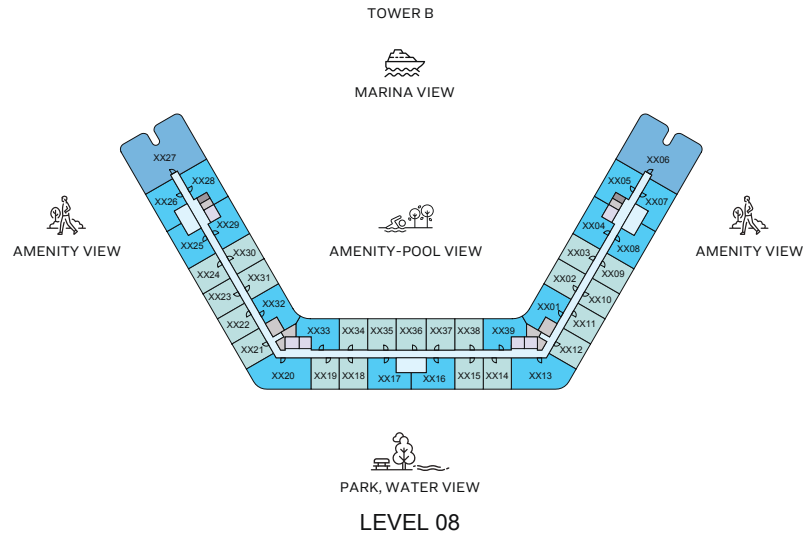 TOWER B
MARINA VIEW
XX27
XX06
XX28
XX05
XX26
XX07
XX29
XX04
XX25
XX08
AMENITY VIEW
AMENITY-POOL VIEW
AMENITY VIEW
XX30
XX03
XX24
XX09
XX31
XX02
XX23
XX10
XX32
XX01
XX22
XX11
XX33
XX34
XX35
XX36
XX37
XX38
XX39
XX21
XX12
XX20
XX19
XX18
XX17
XX16
XX15
XX14
XX13
PARK, WATER VIEW
LEVEL 08